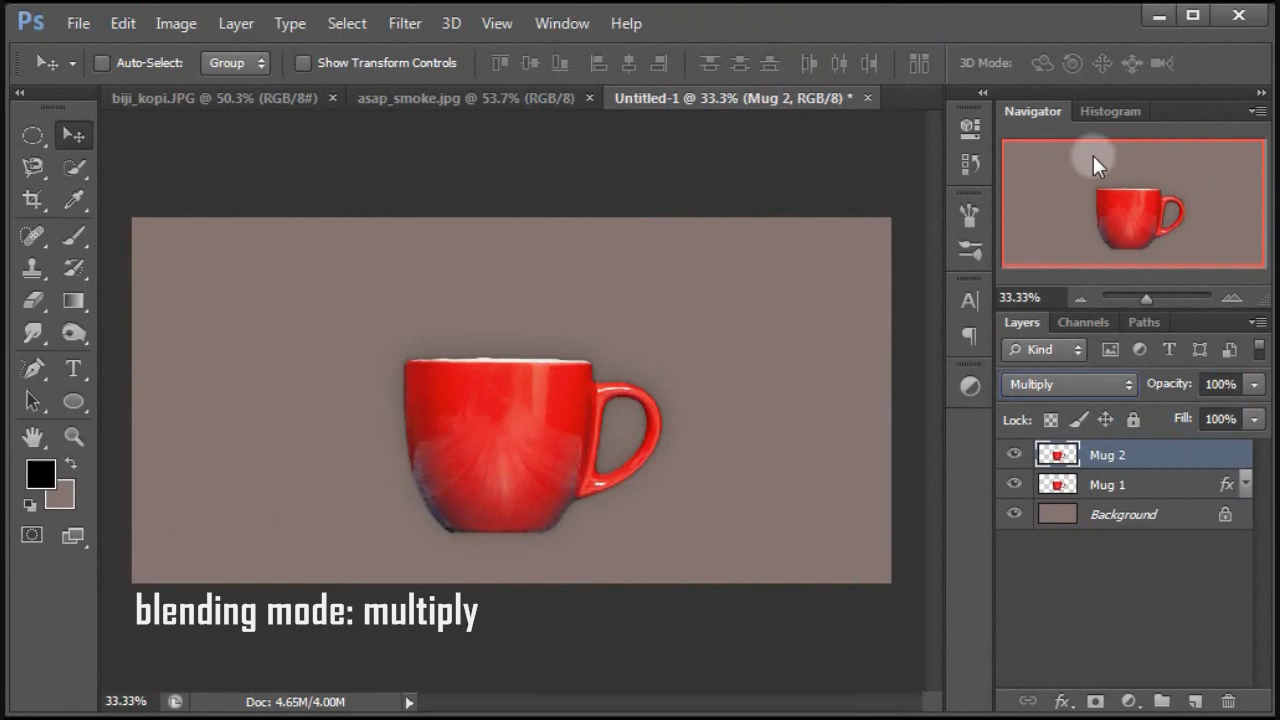 Ps File Edit Image Layer Type Select Filter 3D View Window Help
Auto-Select: Group Show Transform Controls 3D Mode:
biji_kopi.JPG @ 50.3% (RGB/8#) × asap_smoke.jpg @ 53.7% (RGB/8) × Untitled-1 @ 33.3% (Mug 2, RGB/8) * ×
Navigator Histogram
33.33%
Layers Channels Paths
Kind
Multiply Opacity: 100%
Lock: Fill: 100%
Mug 2
Mug 1 fx
Background
blending mode: multiply
33.33% Doc: 4.65M/4.00M
fx